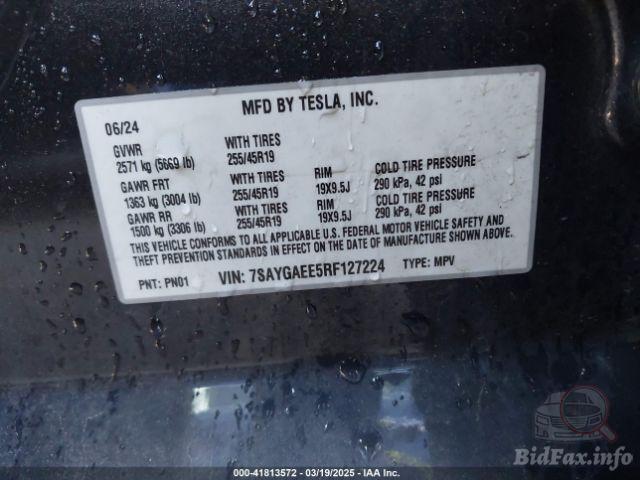 MFD BY TESLA, INC.
06/24
GVWR WITH TIRES
2571 kg (5669 lb) 255/45R19
GAWR FRT WITH TIRES RIM COLD TIRE PRESSURE
1363 kg (3004 lb) 255/45R19 19X9.5J 290 kPa, 42 psi
GAWR RR WITH TIRES RIM COLD TIRE PRESSURE
1500 kg (3306 lb) 255/45R19 19X9.5J 290 kPa, 42 psi
THIS VEHICLE CONFORMS TO ALL APPLICABLE U.S. FEDERAL MOTOR VEHICLE SAFETY AND
THEFT PREVENTION STANDARDS IN EFFECT ON THE DATE OF MANUFACTURE SHOWN ABOVE.
PNT: PN01 VIN: 7SAYGAEE5RF127224 TYPE: MPV
BidFax.info
000-41813572 - 03/19/2025 - IAA Inc.